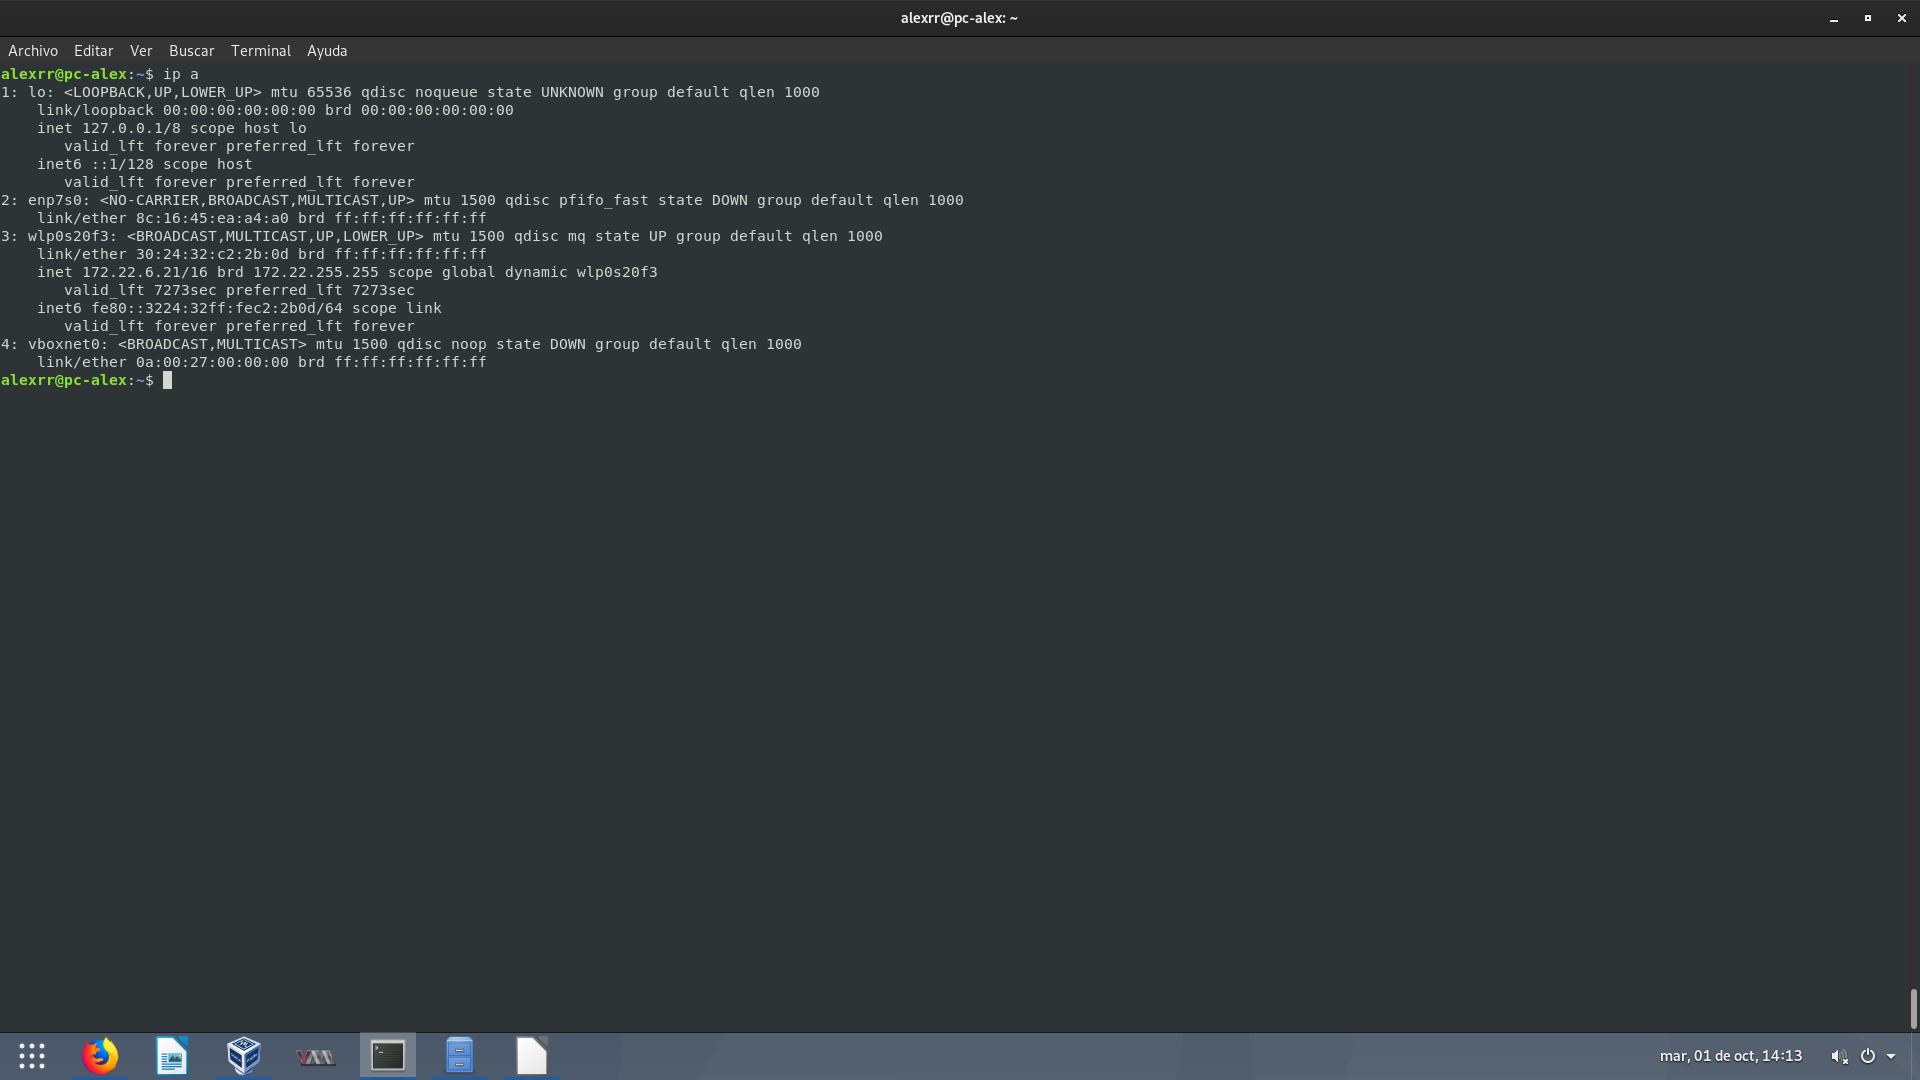 alexrr@pc-alex: ~
Archivo Editar Ver Buscar Terminal Ayuda
alexrr@pc-alex:~$ ip a
1: lo: <LOOPBACK,UP,LOWER_UP> mtu 65536 qdisc noqueue state UNKNOWN group default qlen 1000
    link/loopback 00:00:00:00:00:00 brd 00:00:00:00:00:00
    inet 127.0.0.1/8 scope host lo
       valid_lft forever preferred_lft forever
    inet6 ::1/128 scope host
       valid_lft forever preferred_lft forever
2: enp7s0: <NO-CARRIER,BROADCAST,MULTICAST,UP> mtu 1500 qdisc pfifo_fast state DOWN group default qlen 1000
    link/ether 8c:16:45:ea:a4:a0 brd ff:ff:ff:ff:ff:ff
3: wlp0s20f3: <BROADCAST,MULTICAST,UP,LOWER_UP> mtu 1500 qdisc mq state UP group default qlen 1000
    link/ether 30:24:32:c2:2b:0d brd ff:ff:ff:ff:ff:ff
    inet 172.22.6.21/16 brd 172.22.255.255 scope global dynamic wlp0s20f3
       valid_lft 7273sec preferred_lft 7273sec
    inet6 fe80::3224:32ff:fec2:2b0d/64 scope link
       valid_lft forever preferred_lft forever
4: vboxnet0: <BROADCAST,MULTICAST> mtu 1500 qdisc noop state DOWN group default qlen 1000
    link/ether 0a:00:27:00:00:00 brd ff:ff:ff:ff:ff:ff
alexrr@pc-alex:~$
mar, 01 de oct, 14:13